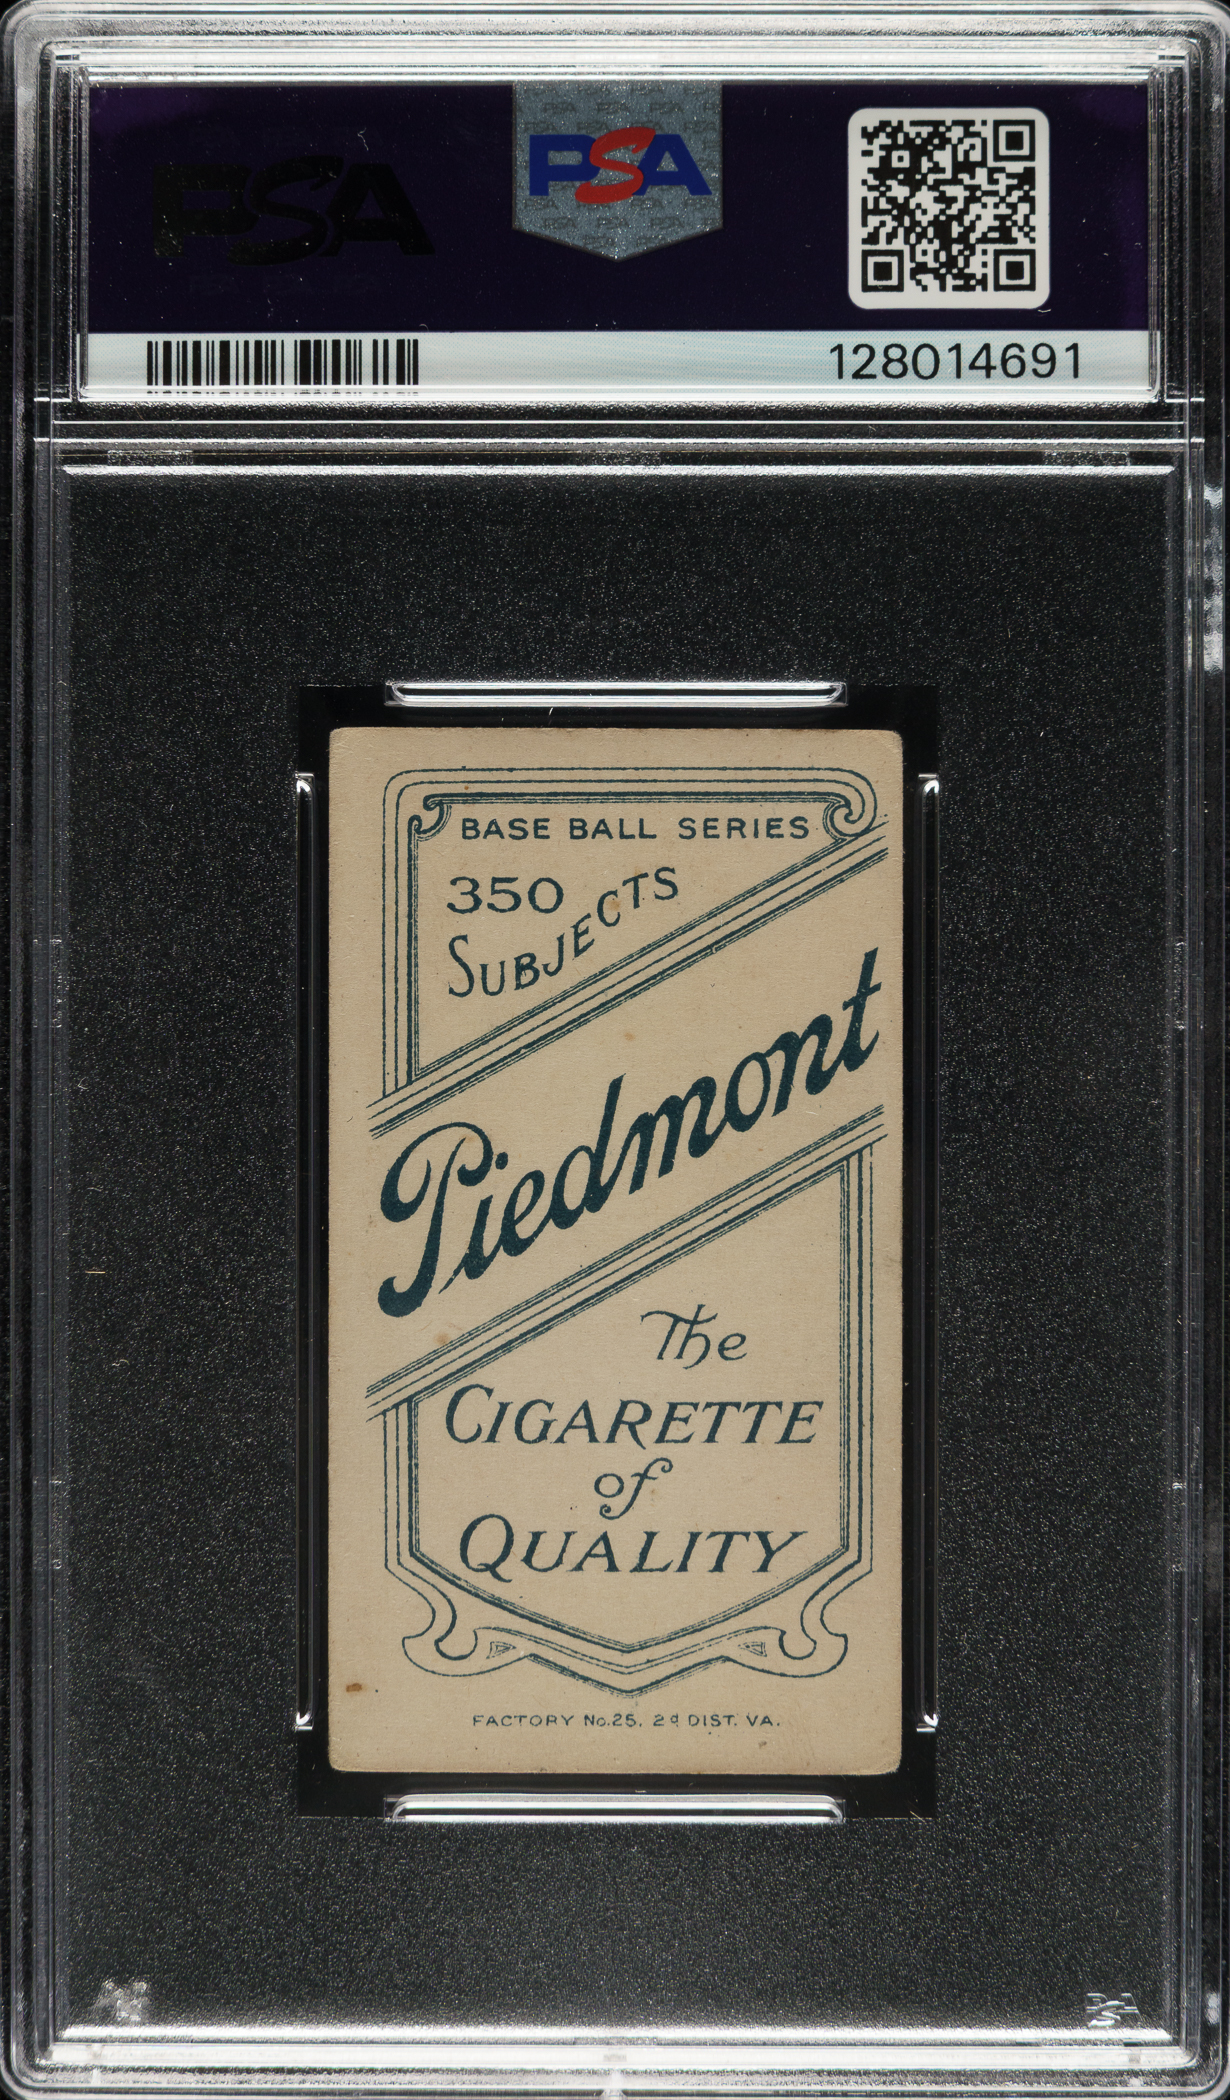 PSA
PSA
128014691
BASE BALL SERIES
350
SUBJECTS
Piedmont
The
CIGARETTE
of
QUALITY
FACTORY No.25, 2d DIST. VA.
PSA